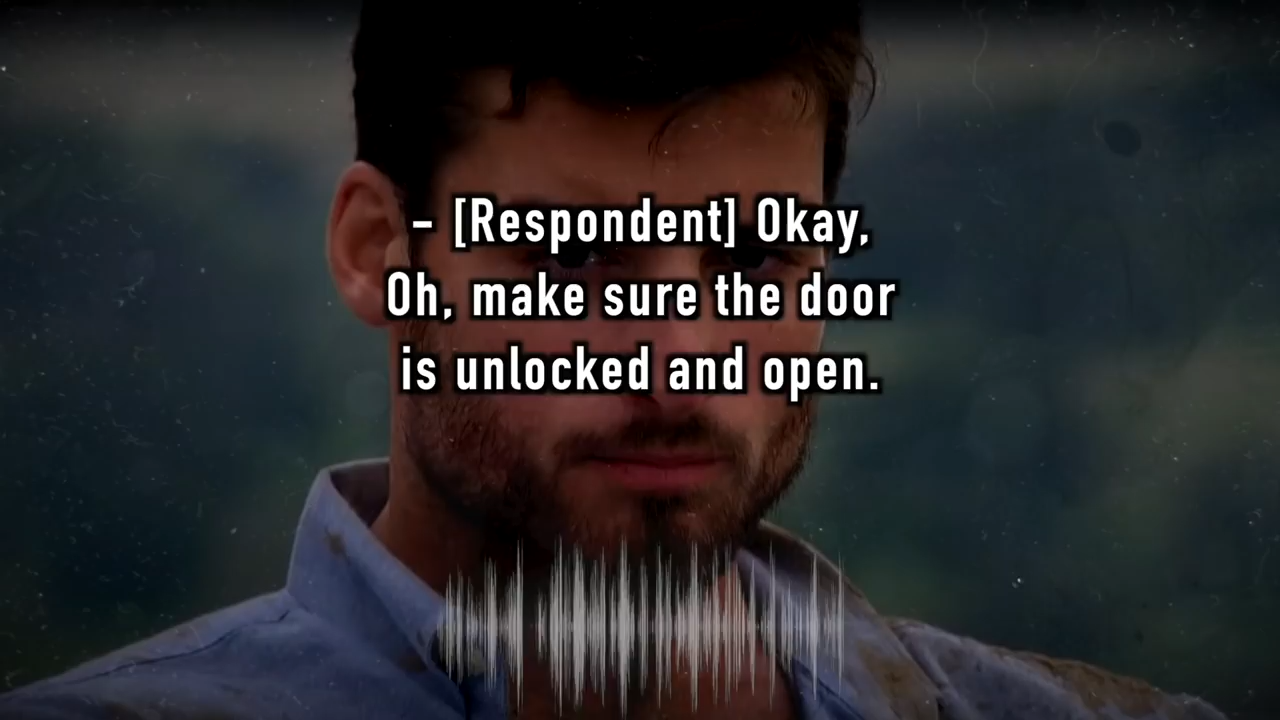 - [Respondent] Okay,
Oh, make sure the door
is unlocked and open.